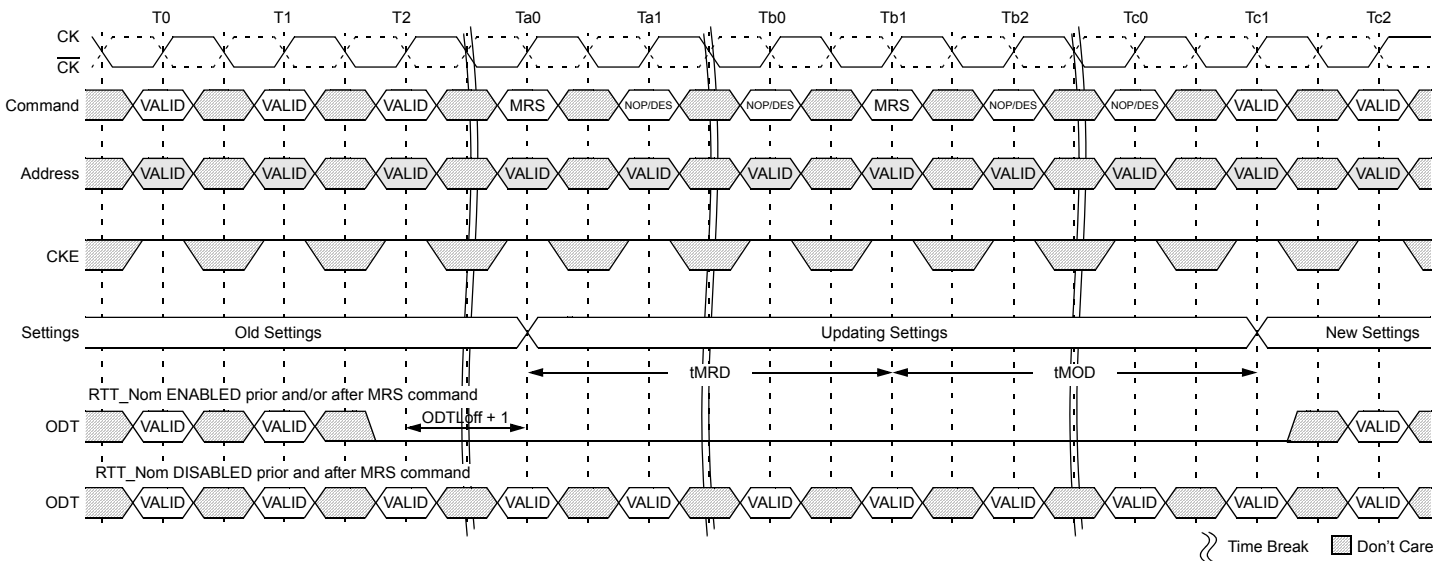 T0 T1 T2 Ta0 Ta1 Tb0 Tb1 Tb2 Tc0 Tc1 Tc2
CK
CK
Command VALID VALID VALID MRS NOP/DES NOP/DES MRS NOP/DES NOP/DES VALID VALID
Address VALID VALID VALID VALID VALID VALID VALID VALID VALID VALID VALID
CKE
Settings Old Settings Updating Settings New Settings
tMRD tMOD
RTT_Nom ENABLED prior and/or after MRS command
ODTLoff + 1
ODT VALID VALID VALID
RTT_Nom DISABLED prior and after MRS command
ODT VALID VALID VALID VALID VALID VALID VALID VALID VALID VALID VALID
Time Break Don't Care